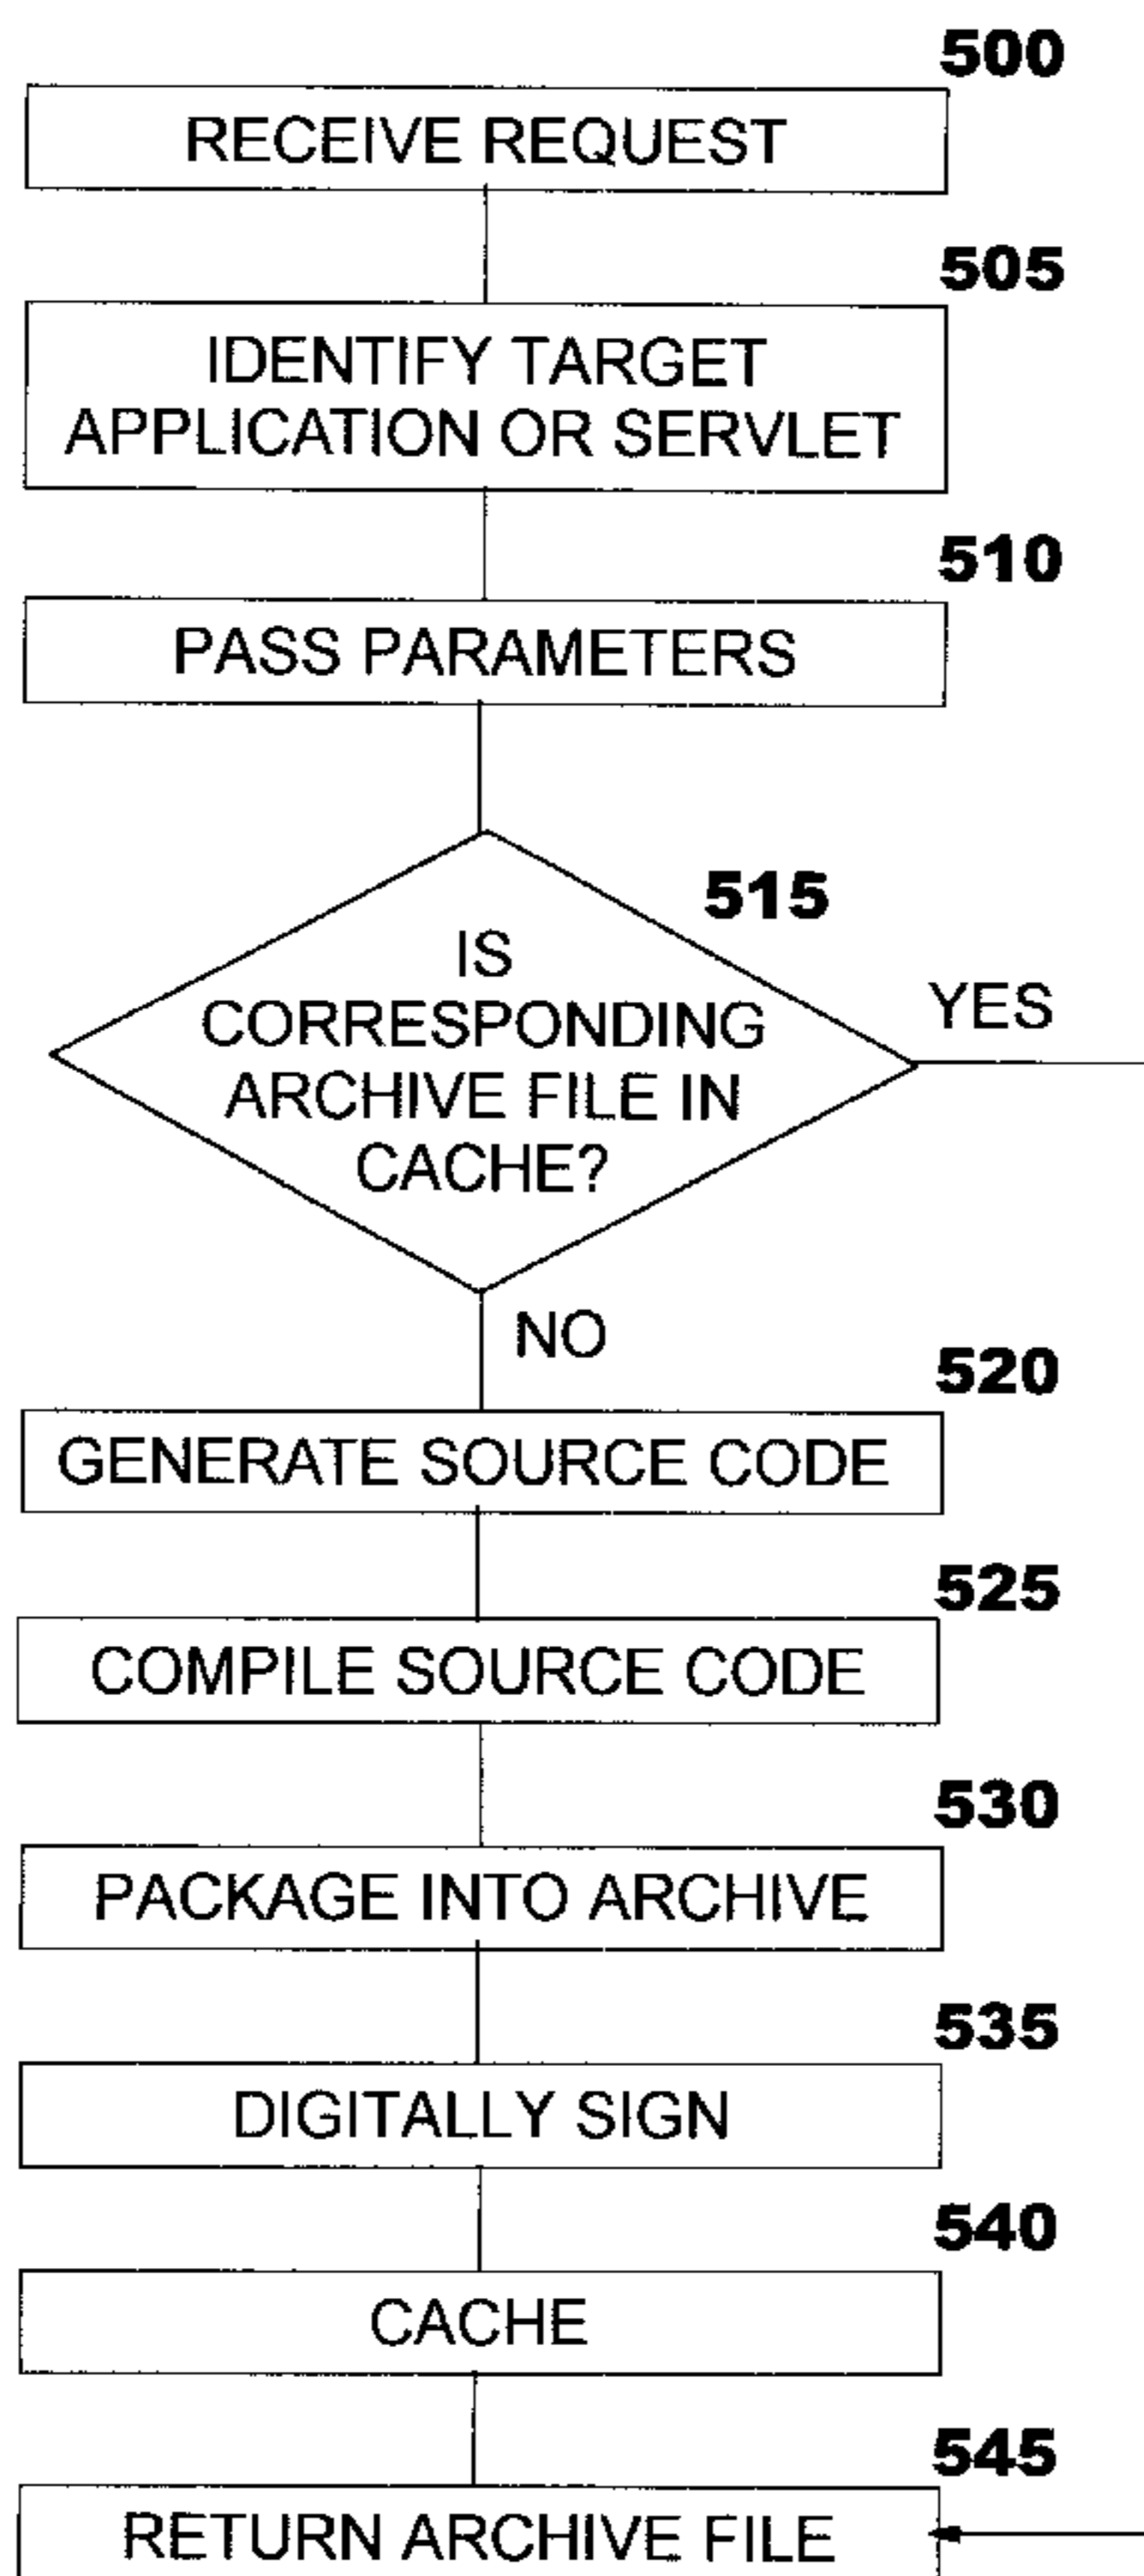 500
RECEIVE REQUEST
505
IDENTIFY TARGET
APPLICATION OR SERVLET
510
PASS PARAMETERS
515
IS
CORRESPONDING
ARCHIVE FILE IN
CACHE?
YES
NO
520
GENERATE SOURCE CODE
525
COMPILE SOURCE CODE
530
PACKAGE INTO ARCHIVE
535
DIGITALLY SIGN
540
CACHE
545
RETURN ARCHIVE FILE